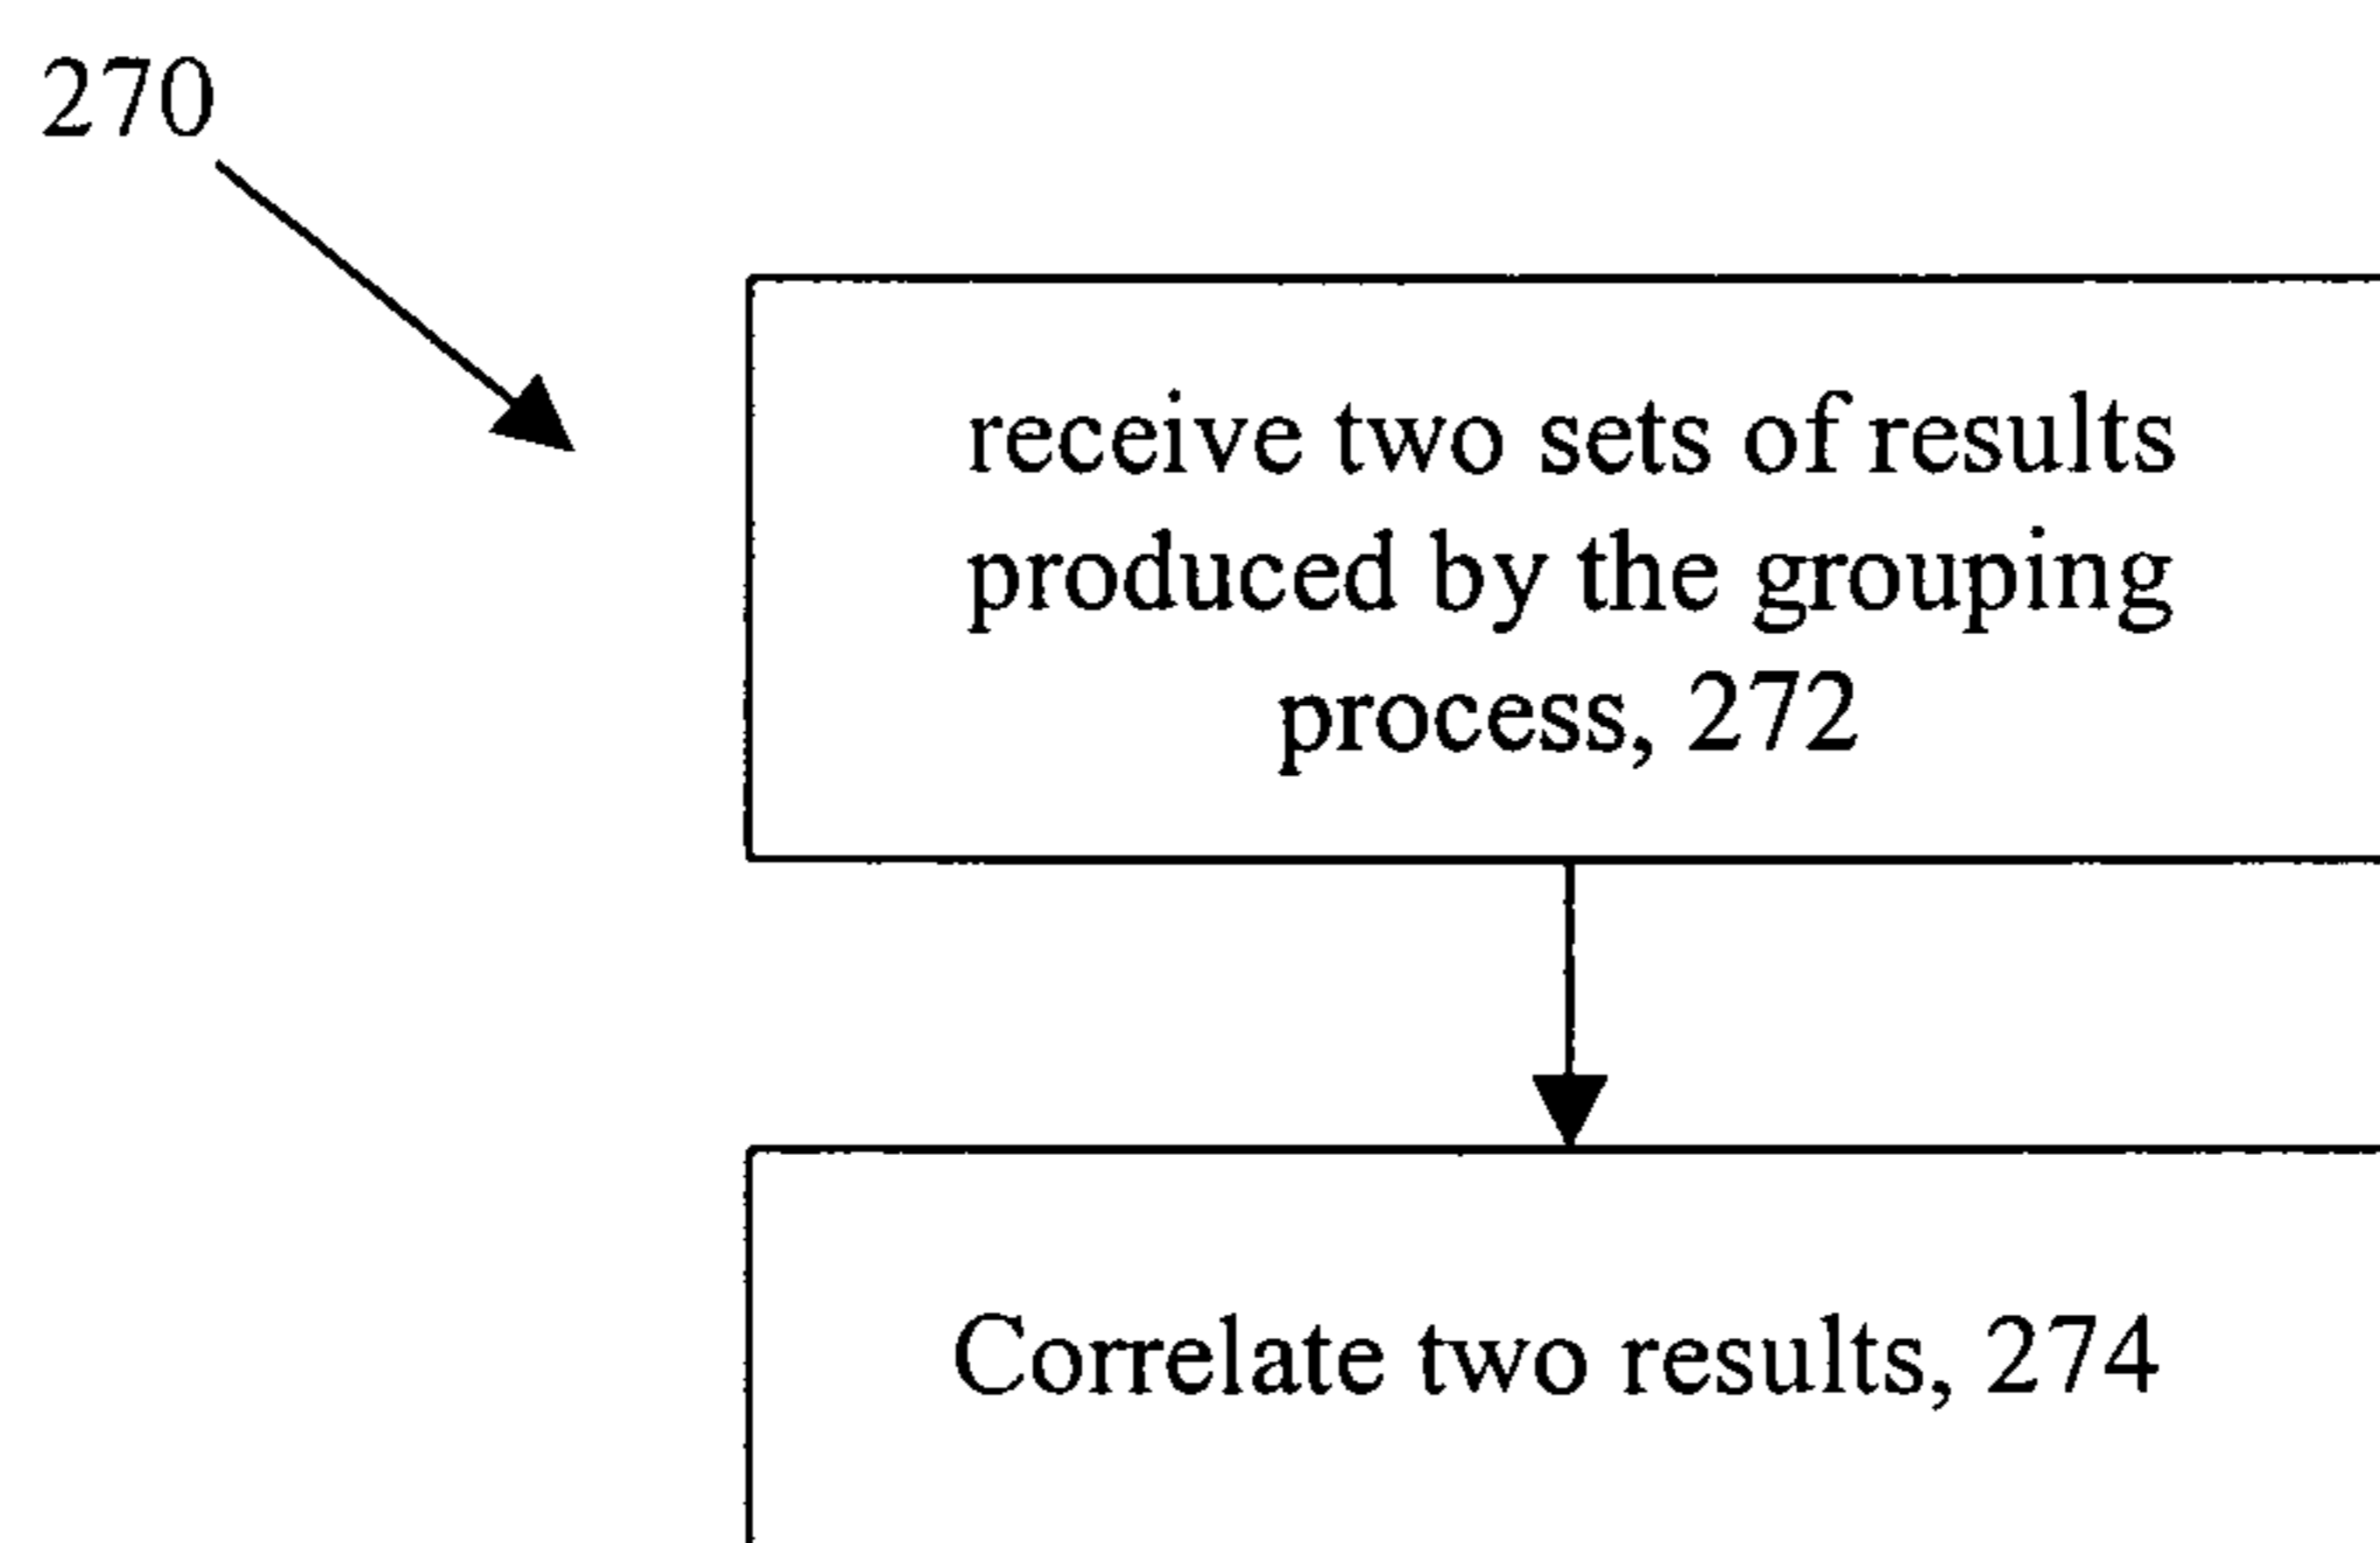 270
receive two sets of results
produced by the grouping
process, 272
Correlate two results, 274